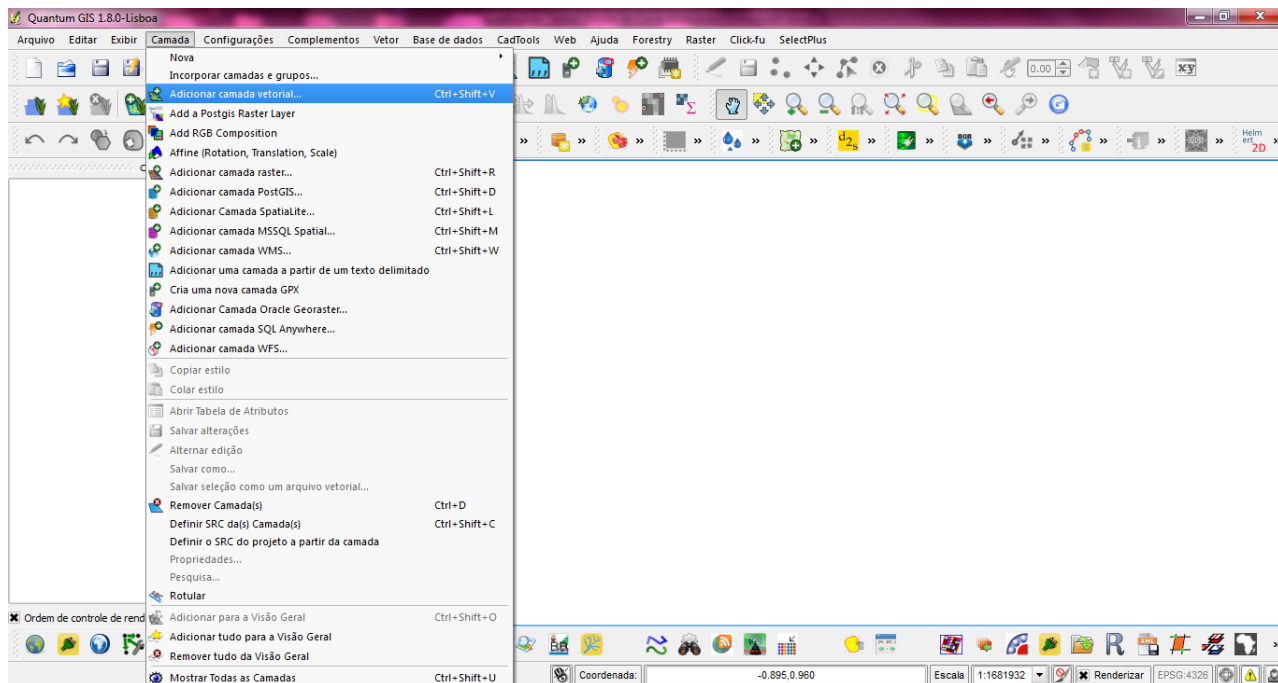 Quantum GIS 1.8.0-Lisboa
Arquivo Editar Exibir Camada Configurações Complementos Vetor Base de dados CadTools Web Ajuda Forestry Raster Click-fu SelectPlus
Nova
Incorporar camadas e grupos...
Adicionar camada vetorial... Ctrl+Shift+V
Add a Postgis Raster Layer
Add RGB Composition
Affine (Rotation, Translation, Scale)
Adicionar camada raster... Ctrl+Shift+R
Adicionar camada PostGIS... Ctrl+Shift+D
Adicionar Camada SpatiaLite... Ctrl+Shift+L
Adicionar camada MSSQL Spatial... Ctrl+Shift+M
Adicionar camada WMS... Ctrl+Shift+W
Adicionar uma camada a partir de um texto delimitado
Cria uma nova camada GPX
Adicionar Camada Oracle Georaster...
Adicionar camada SQL Anywhere...
Adicionar camada WFS...
Copiar estilo
Colar estilo
Abrir Tabela de Atributos
Salvar alterações
Alternar edição
Salvar como...
Salvar seleção como um arquivo vetorial...
Remover Camada(s) Ctrl+D
Definir SRC da(s) Camada(s) Ctrl+Shift+C
Definir o SRC do projeto a partir da camada
Propriedades...
Pesquisa...
Rotular
Adicionar para a Visão Geral Ctrl+Shift+O
Adicionar tudo para a Visão Geral
Remover tudo da Visão Geral
Mostrar Todas as Camadas Ctrl+Shift+U
0.00
XY
d2s
Helm
ert
2D
Ordem de controle de rend
R
Coordenada: -0.895,0.960 Escala 1:1681932 Renderizar EPSG:4326